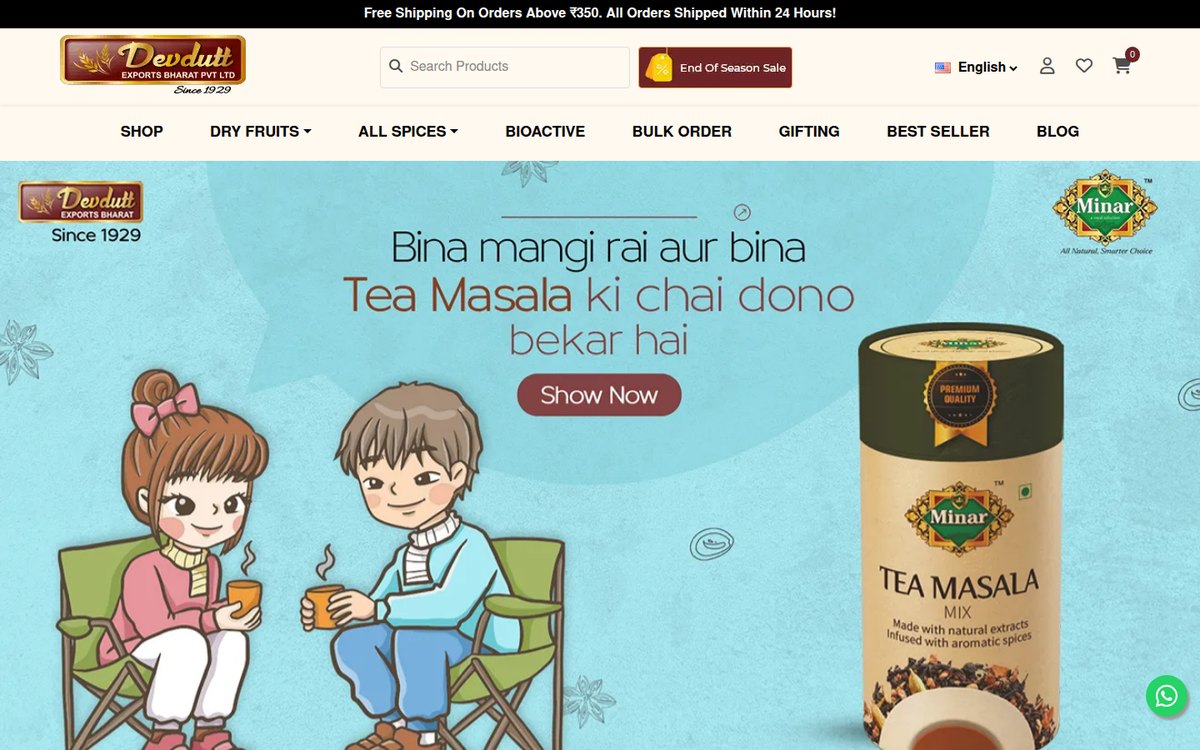 Free Shipping On Orders Above ₹350. All Orders Shipped Within 24 Hours!
Devdutt
EXPORTS BHARAT PVT LTD
Since 1929
Search Products
End Of Season Sale
English
0
SHOP
DRY FRUITS
ALL SPICES
BIOACTIVE
BULK ORDER
GIFTING
BEST SELLER
BLOG
Devdutt
EXPORTS BHARAT
Since 1929
Minar
TM
All Natural, Smarter Choice
Bina mangi rai aur bina
Tea Masala ki chai dono
bekar hai
Show Now
Minar
PREMIUM
QUALITY
TM
Minar
TEA MASALA
MIX
Made with natural extracts
Infused with aromatic spices